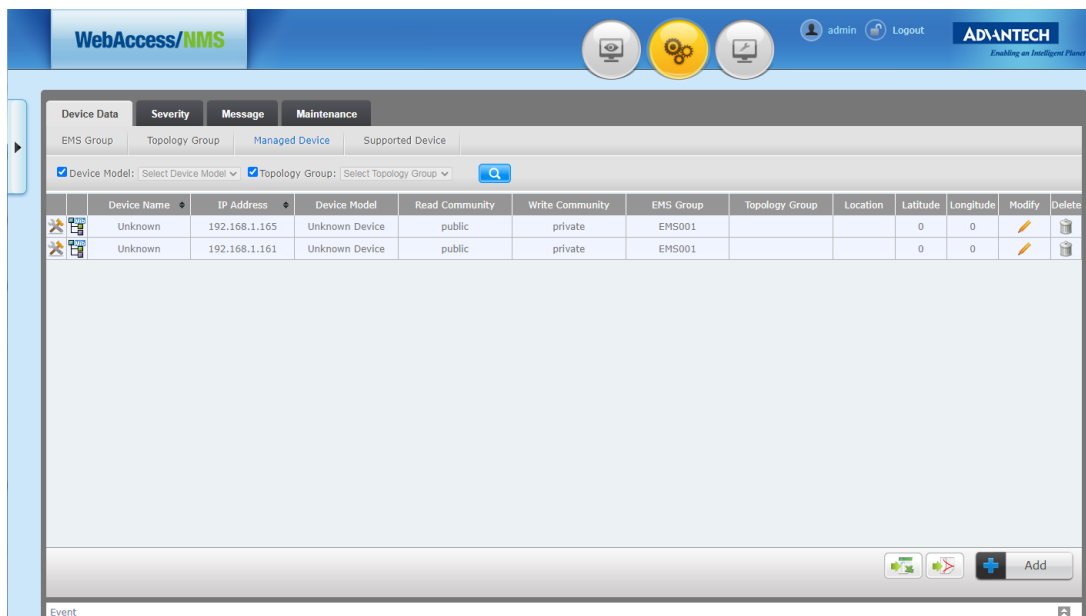 WebAccess/NMS
admin Logout
ADVANTECH
Enabling an Intelligent Planet
Device Data Severity Message Maintenance
EMS Group Topology Group Managed Device Supported Device
Device Model: Select Device Model Topology Group: Select Topology Group
Device Name IP Address Device Model Read Community Write Community EMS Group Topology Group Location Latitude Longitude Modify Delete
Unknown 192.168.1.165 Unknown Device public private EMS001 0 0
Unknown 192.168.1.161 Unknown Device public private EMS001 0 0
Add
Event